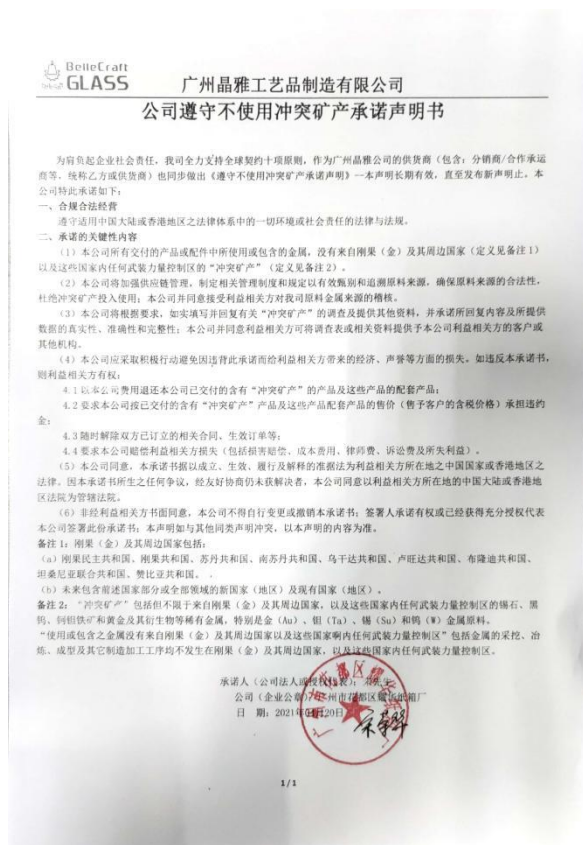 BelleCraft
GLASS
广州晶雅工艺品制造有限公司
公司遵守不使用冲突矿产承诺声明书
为肩负起企业社会责任，我司全力支持全球契约十项原则，作为广州晶雅公司的供货商（包含：分销商/合作承运
商等，统称乙方或供货商）也同步做出《遵守不使用冲突矿产承诺声明》--本声明长期有效，直至发布新声明止。本
公司特此承诺如下：
一、合规合法经营
遵守适用中国大陆或香港地区之法律体系中的一切环境或社会责任的法律与法规。
二、承诺的关键性内容
（1）本公司所有交付的产品或配件中所使用或包含的金属，没有来自刚果（金）及其周边国家（定义见备注1）
以及这些国家内任何武装力量控制区的“冲突矿产”（定义见备注2）。
（2）本公司将加强供应链管理，制定相关管理制度和规定以有效甄别和追溯原料来源，确保原料来源的合法性，
杜绝冲突矿产投入使用；本公司并同意接受利益相关方对我司原料金属来源的稽核。
（3）本公司将根据要求，如实填写并回复有关“冲突矿产”的调查及提供其他资料，并承诺所回复内容及所提供
数据的真实性、准确性和完整性；本公司并同意利益相关方可将调查表或相关资料提供予本公司利益相关方的客户或
其他机构。
（4）本公司应采取积极行动避免因违背此承诺而给利益相关方带来的经济、声誉等方面的损失。如违反本承诺书，
则利益相关方有权：
4.1以本公司费用退还本公司已交付的含有“冲突矿产”的产品及这些产品的配套产品；
4.2要求本公司按已交付的含有“冲突矿产”产品及这些产品配套产品的售价（售予客户的含税价格）承担违约
金；
4.3随时解除双方已订立的相关合同、生效订单等；
4.4要求本公司赔偿利益相关方损失（包括损害赔偿、成本费用、律师费、诉讼费及所失利益）。
（5）本公司同意，本承诺书据以成立、生效、履行及解释的准据法为利益相关方所在地之中国国家或香港地区之
法律。因本承诺书所生之任何争议，经友好协商仍未获解决者，本公司同意以利益相关方所在地的中国大陆或香港地
区法院为管辖法院。
（6）非经利益相关方书面同意，本公司不得自行变更或撤销本承诺书；签署人承诺有权或已经获得充分授权代表
本公司签署此份承诺书；本声明如与其他同类声明冲突，以本声明的内容为准。
备注1：刚果（金）及其周边国家包括：
（a）刚果民主共和国、刚果共和国、苏丹共和国、南苏丹共和国、乌干达共和国、卢旺达共和国、布隆迪共和国、
坦桑尼亚联合共和国、赞比亚共和国。
（b）未来包含前述国家部分或全部领域的新国家（地区）及现有国家（地区）。
备注2：“冲突矿产”包括但不限于来自刚果（金）及其周边国家，以及这些国家内任何武装力量控制区的锡石、黑
钨、钶钽铁矿和黄金及其衍生物等稀有金属，特别是金（Au）、钽（Ta）、锡（Su）和钨（W）金属原料。
“使用或包含之金属没有来自刚果（金）及其周边国家以及这些国家啊内任何武装力量控制区”包括金属的采挖、冶
炼、成型及其它制造加工工序均不发生在刚果（金）及其周边国家，以及这些国家内任何武装力量控制区。
承诺人（公司法人或授权代表）：
公司（企业公章）：广州市花都区 纸箱厂
日 期：2021年 月20日
1/1